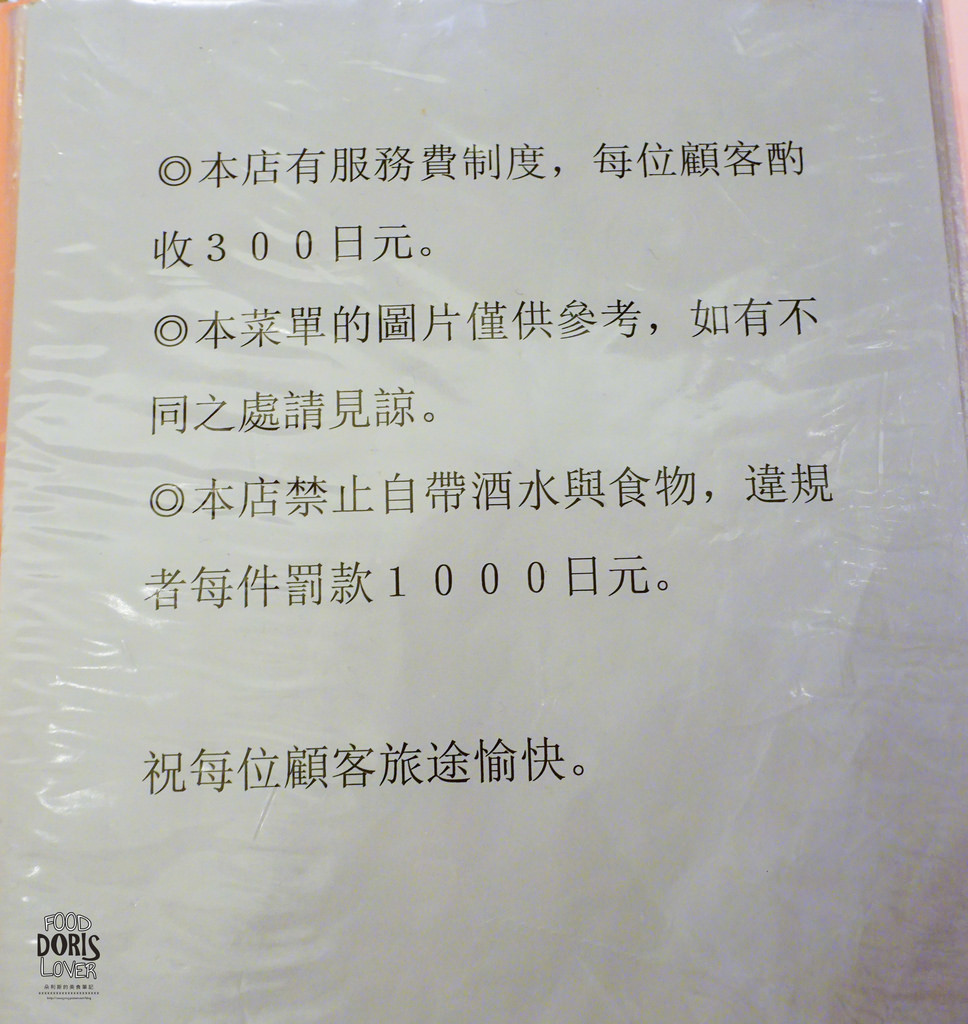 ◎本店有服務費制度，每位顧客酌
收３００日元。
◎本菜單的圖片僅供參考，如有不
同之處請見諒。
◎本店禁止自帶酒水與食物，違規
者每件罰款１０００日元。
祝每位顧客旅途愉快。
FOOD
DORIS
LOVER